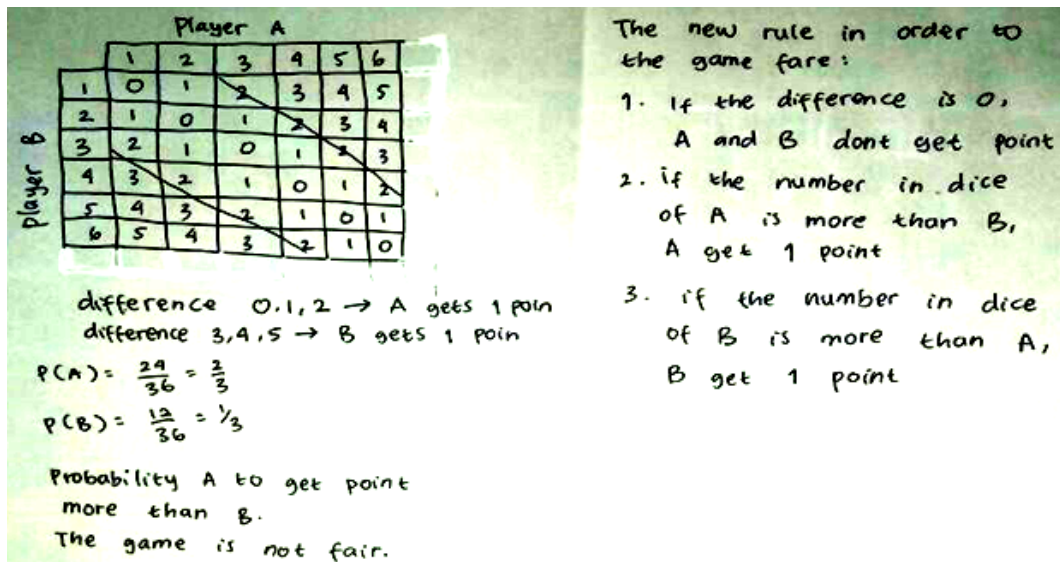 Player A
1 2 3 4 5 6
Player B
1 0 1 2 3 4 5
2 1 0 1 2 3 4
3 2 1 0 1 2 3
4 3 2 1 0 1 2
5 4 3 2 1 0 1
6 5 4 3 2 1 0
difference 0.1,2 → A gets 1 poin
difference 3,4,5 → B gets 1 poin
P(A) = 24/36 = 2/3
P(B) = 12/36 = 1/3
Probability A to get point
more than B.
The game is not fair.
The new rule in order to
the game fare :
1. If the difference is 0,
A and B dont get point
2. if the number in dice
of A is more than B,
A get 1 point
3. if the number in dice
of B is more than A,
B get 1 point